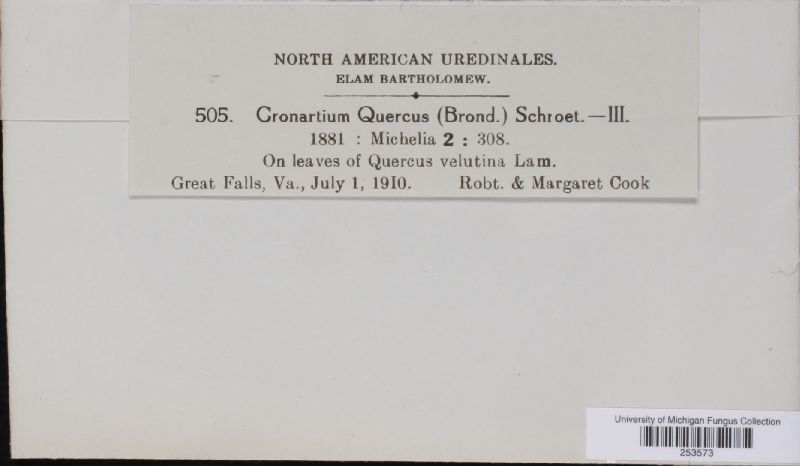 NORTH AMERICAN UREDINALES.
ELAM BARTHOLOMEW.
505. Cronartium Quercus (Brond.) Schroet.—III.
1881 : Michelia 2 : 308.
On leaves of Quercus velutina Lam.
Great Falls, Va., July 1, 1910. Robt. & Margaret Cook
University of Michigan Fungus Collection
253573